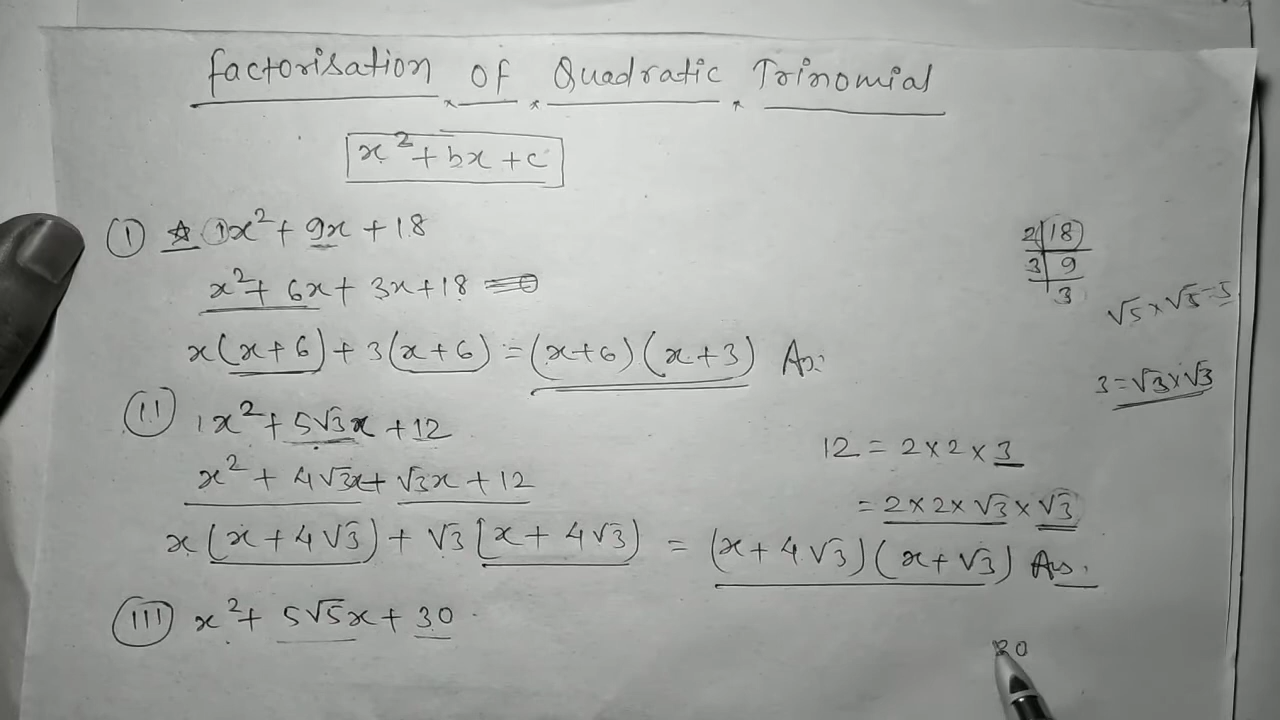 factorisation of Quadratic Trinomial
x² + bx + c
(I) ☆ 1x² + 9x + 18
x² + 6x + 3x + 18 = 0
x(x+6) + 3(x+6) = (x+6)(x+3) As:
2 | 18
3 | 9
3
√5 × √5 = 5
3 = √3 × √3
(II) 1x² + 5√3x + 12
x² + 4√3x + √3x + 12
x(x + 4√3) + √3[x + 4√3) = (x + 4√3)(x + √3) Ans.
12 = 2 × 2 × 3
= 2 × 2 × √3 × √3
(III) x² + 5√5x + 30
30